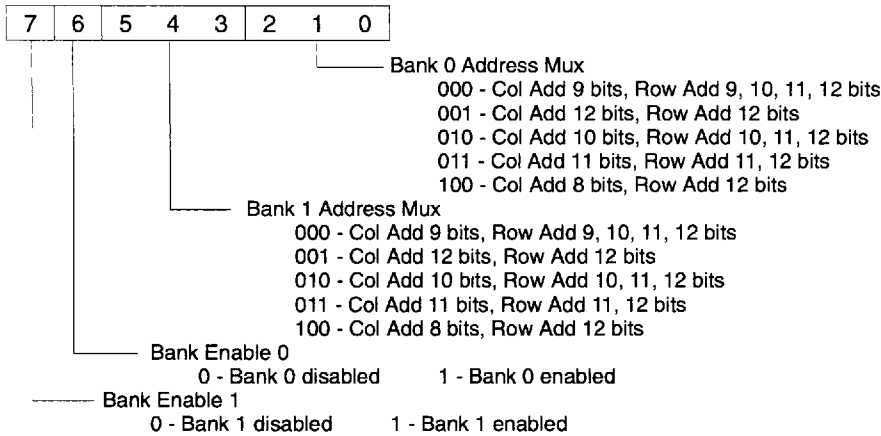 7 6 5 4 3 2 1 0
Bank 0 Address Mux
000 - Col Add 9 bits, Row Add 9, 10, 11, 12 bits
001 - Col Add 12 bits, Row Add 12 bits
010 - Col Add 10 bits, Row Add 10, 11, 12 bits
011 - Col Add 11 bits, Row Add 11, 12 bits
100 - Col Add 8 bits, Row Add 12 bits
Bank 1 Address Mux
000 - Col Add 9 bits, Row Add 9, 10, 11, 12 bits
001 - Col Add 12 bits, Row Add 12 bits
010 - Col Add 10 bits, Row Add 10, 11, 12 bits
011 - Col Add 11 bits, Row Add 11, 12 bits
100 - Col Add 8 bits, Row Add 12 bits
Bank Enable 0
0 - Bank 0 disabled 1 - Bank 0 enabled
Bank Enable 1
0 - Bank 1 disabled 1 - Bank 1 enabled